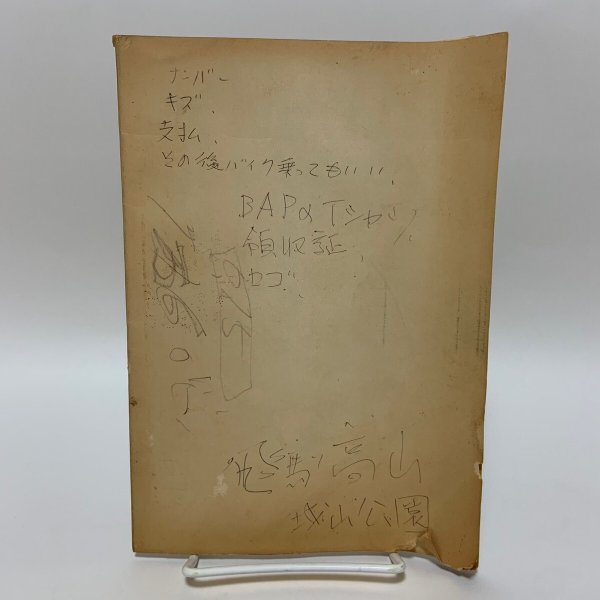 ナンバー
キズ、
支払、
その後バイク乗ってもいい、
BAPのTシャツ、
領収証、
セゴ、
飛騨高山
城山公園